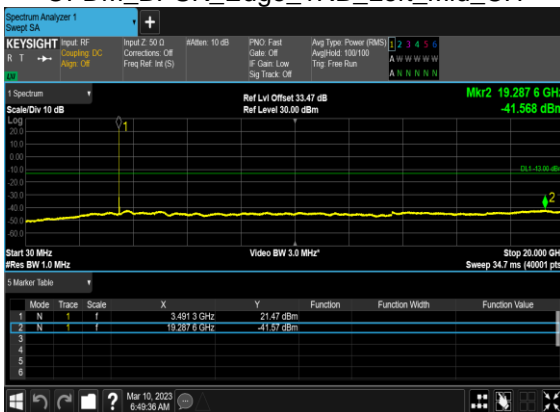 Spectrum Analyzer 1
Swept SA
+
KEYSIGHT
R T
Input: RF
Coupling: DC
Align: Off
Input Z: 50 Ω
Corrections: Off
Freq Ref: Int (S)
#Atten: 10 dB
PNO: Fast
Gate: Off
IF Gain: Low
Sig Track: Off
Avg Type: Power (RMS)
Avg|Hold: 100/100
Trig: Free Run
1 2 3 4 5 6
A W W W W W
A N N N N N
1 Spectrum
Scale/Div 10 dB
Ref Lvl Offset 33.47 dB
Ref Level 30.00 dBm
Mkr2 19.287 6 GHz
-41.568 dBm
Log
20.0
10.0
0.00
-10.0
-20.0
-30.0
-40.0
-50.0
-60.0
1
DL1 -13.00 dBm
2
Start 30 MHz
#Res BW 1.0 MHz
Video BW 3.0 MHz*
Stop 20.000 GH
Sweep 34.7 ms (40001 pts
5 Marker Table
Mode Trace Scale X Y Function Function Width Function Value
1 N 1 f 3.491 3 GHz 21.47 dBm
2 N 1 f 19.287 6 GHz -41.57 dBm
3
4
5
6
?
Mar 10, 2023
6:49:36 AM